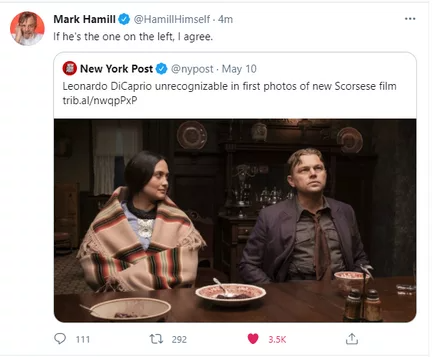 Mark Hamill @HamillHimself · 4m
If he's the one on the left, I agree.
New York Post @nypost · May 10
Leonardo DiCaprio unrecognizable in first photos of new Scorsese film
trib.al/nwqpPxP
111 292 3.5K